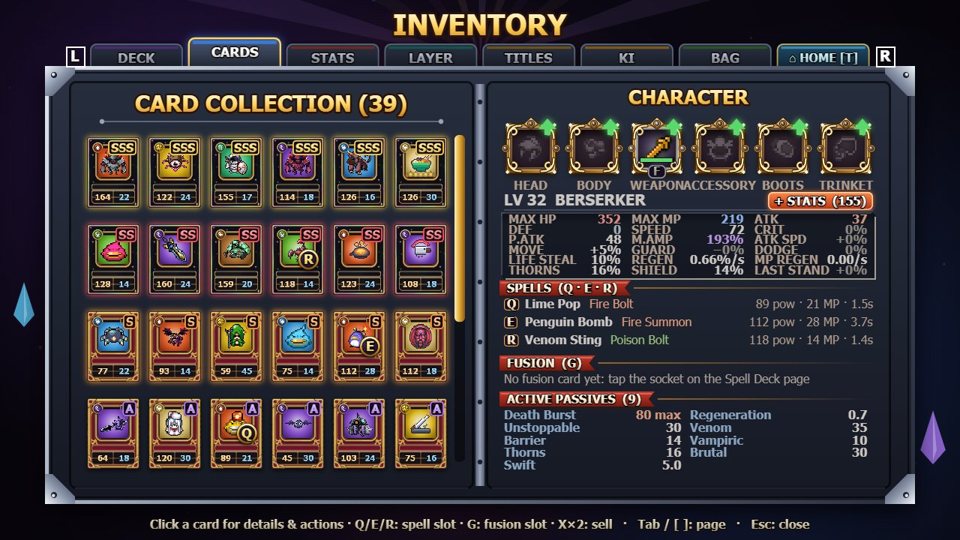 INVENTORY
L DECK CARDS STATS LAYER TITLES KI BAG ⌂ HOME [T] R
CARD COLLECTION (39)
SSS SSS SSS SSS SSS SSS
164 22 122 24 155 17 114 18 126 16 126 30
SS SS SS SS SS SS
R
128 14 160 24 159 20 118 14 123 24 108 18
S S S S S S
E
77 22 93 14 59 45 75 14 112 28 112 18
A A A A A A
Q
64 18 120 30 89 21 45 30 103 24 75 16
CHARACTER
F
HEAD BODY WEAPON ACCESSORY BOOTS TRINKET
LV 32 BERSERKER + STATS (155)
MAX HP 352 MAX MP 219 ATK 37
DEF 0 SPEED 72 CRIT 0%
P.ATK 48 M.AMP 193% ATK SPD +0%
MOVE +5% GUARD -0% DODGE 0%
LIFE STEAL 10% REGEN 0.66%/s MP REGEN 0.00/s
THORNS 16% SHIELD 14% LAST STAND +0%
SPELLS (Q · E · R)
Q Lime Pop Fire Bolt 89 pow · 21 MP · 1.5s
E Penguin Bomb Fire Summon 112 pow · 28 MP · 3.7s
R Venom Sting Poison Bolt 118 pow · 14 MP · 1.4s
FUSION (G)
No fusion card yet: tap the socket on the Spell Deck page
ACTIVE PASSIVES (9)
Death Burst 80 max Regeneration 0.7
Unstoppable 30 Venom 35
Barrier 14 Vampiric 10
Thorns 16 Brutal 30
Swift 5.0
Click a card for details & actions · Q/E/R: spell slot · G: fusion slot · X×2: sell · Tab / [ ]: page · Esc: close